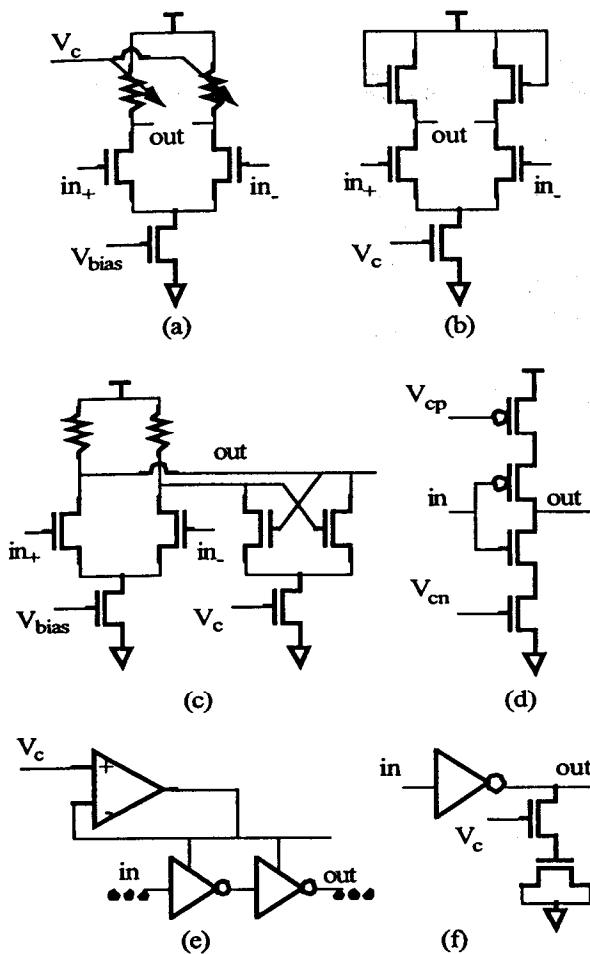 V_c
out
in_+
in_-
V_bias
(a)
out
in_+
in_-
V_c
(b)
out
in_+
in_-
V_bias
V_c
(c)
V_cp
in
out
V_cn
(d)
V_c
+
-
in
out
(e)
in
out
V_c
(f)